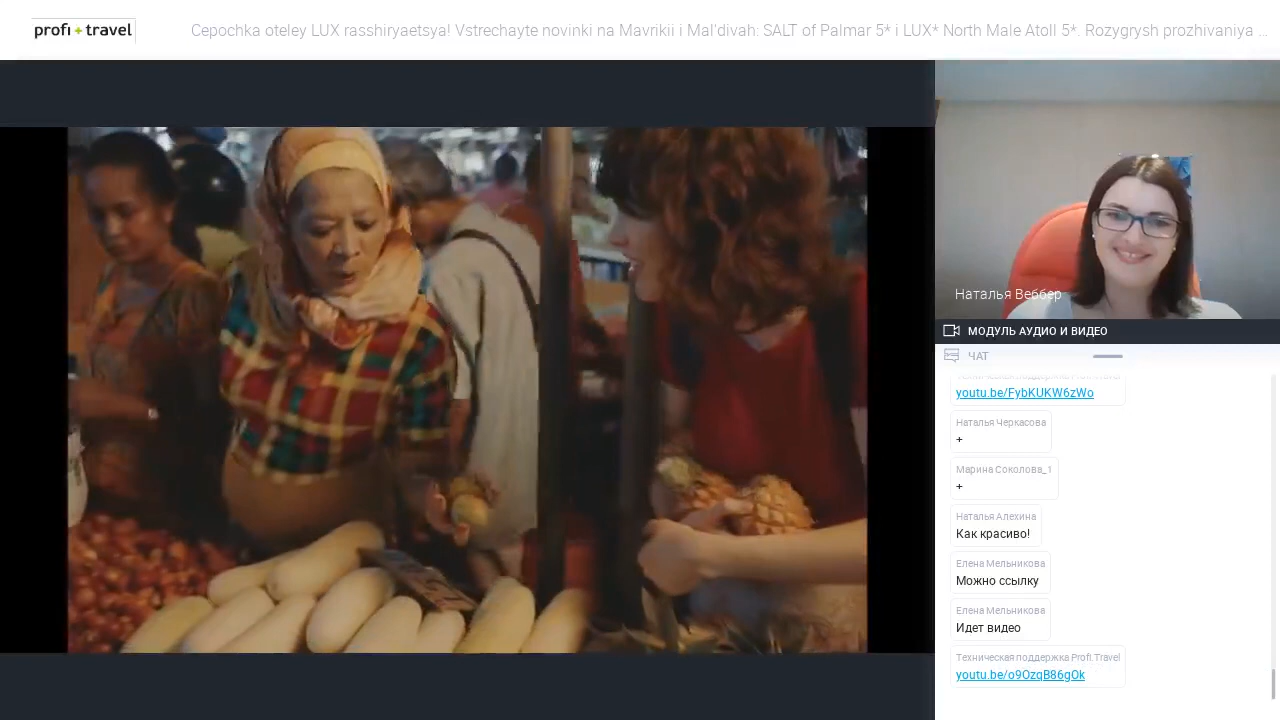 profi + travel
Cepochka oteley LUX rasshiryaetsya! Vstrechayte novinki na Mavrikii i Mal'divah: SALT of Palmar 5* i LUX* North Male Atoll 5*. Rozygrysh prozhivaniya ...
Наталья Веббер
МОДУЛЬ АУДИО И ВИДЕО
ЧАТ
youtu.be/FybKUKW6zWo
Наталья Черкасова
+
Марина Соколова_1
+
Наталья Алехина
Как красиво!
Елена Мельникова
Можно ссылку
Елена Мельникова
Идет видео
Техническая поддержка Profi.Travel
youtu.be/o9OzqB86gOk